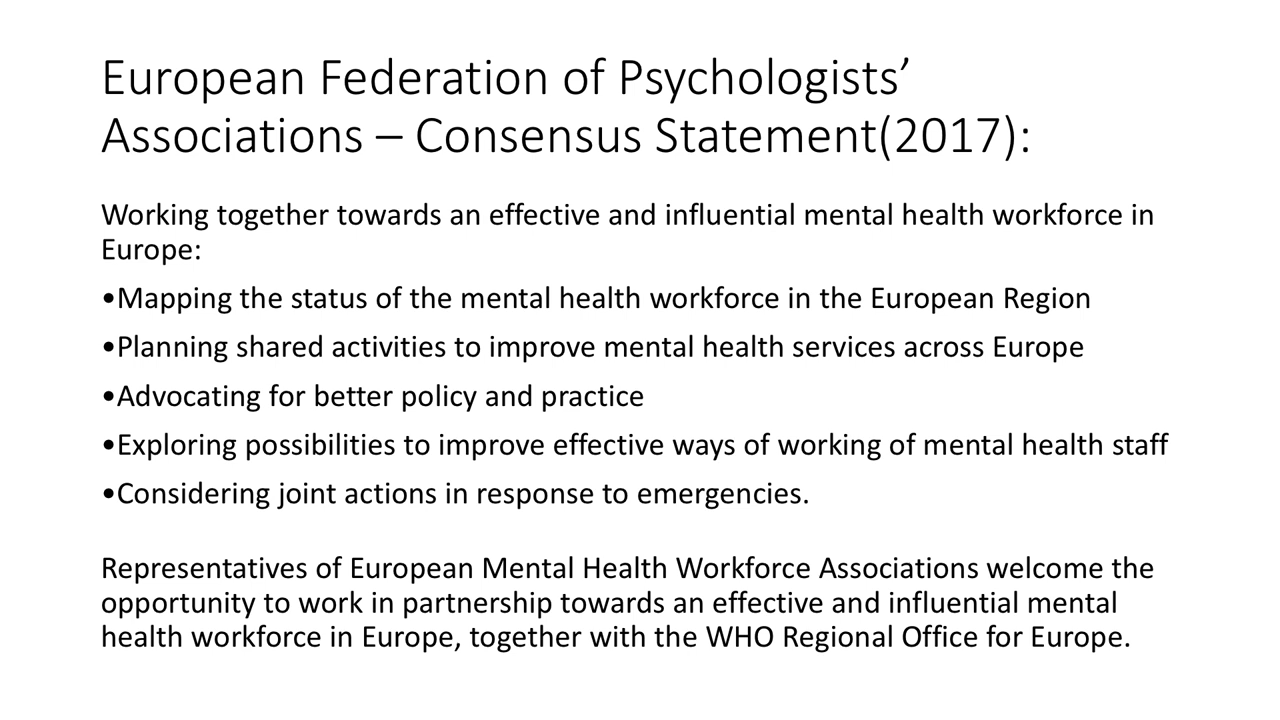 European Federation of Psychologists’
Associations – Consensus Statement(2017):
Working together towards an effective and influential mental health workforce in
Europe:
•Mapping the status of the mental health workforce in the European Region
•Planning shared activities to improve mental health services across Europe
•Advocating for better policy and practice
•Exploring possibilities to improve effective ways of working of mental health staff
•Considering joint actions in response to emergencies.
Representatives of European Mental Health Workforce Associations welcome the
opportunity to work in partnership towards an effective and influential mental
health workforce in Europe, together with the WHO Regional Office for Europe.